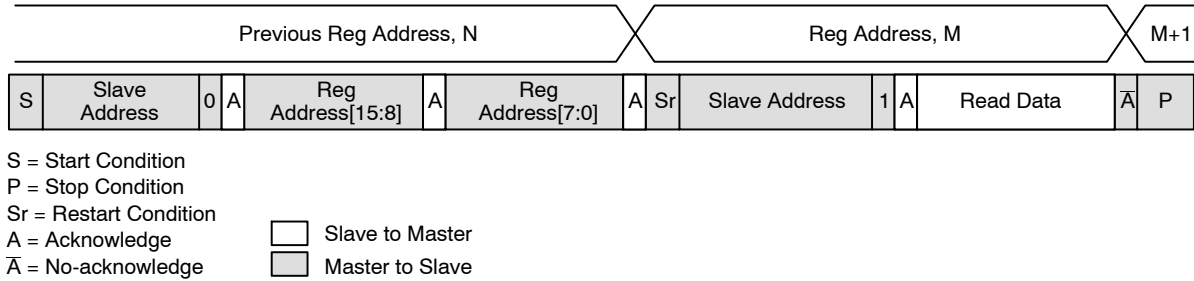 Previous Reg Address, N
Reg Address, M
M+1
S
Slave
Address
0
A
Reg
Address[15:8]
A
Reg
Address[7:0]
A
Sr
Slave Address
1
A
Read Data
A̅
P
S = Start Condition
P = Stop Condition
Sr = Restart Condition
A = Acknowledge
A̅ = No-acknowledge
Slave to Master
Master to Slave